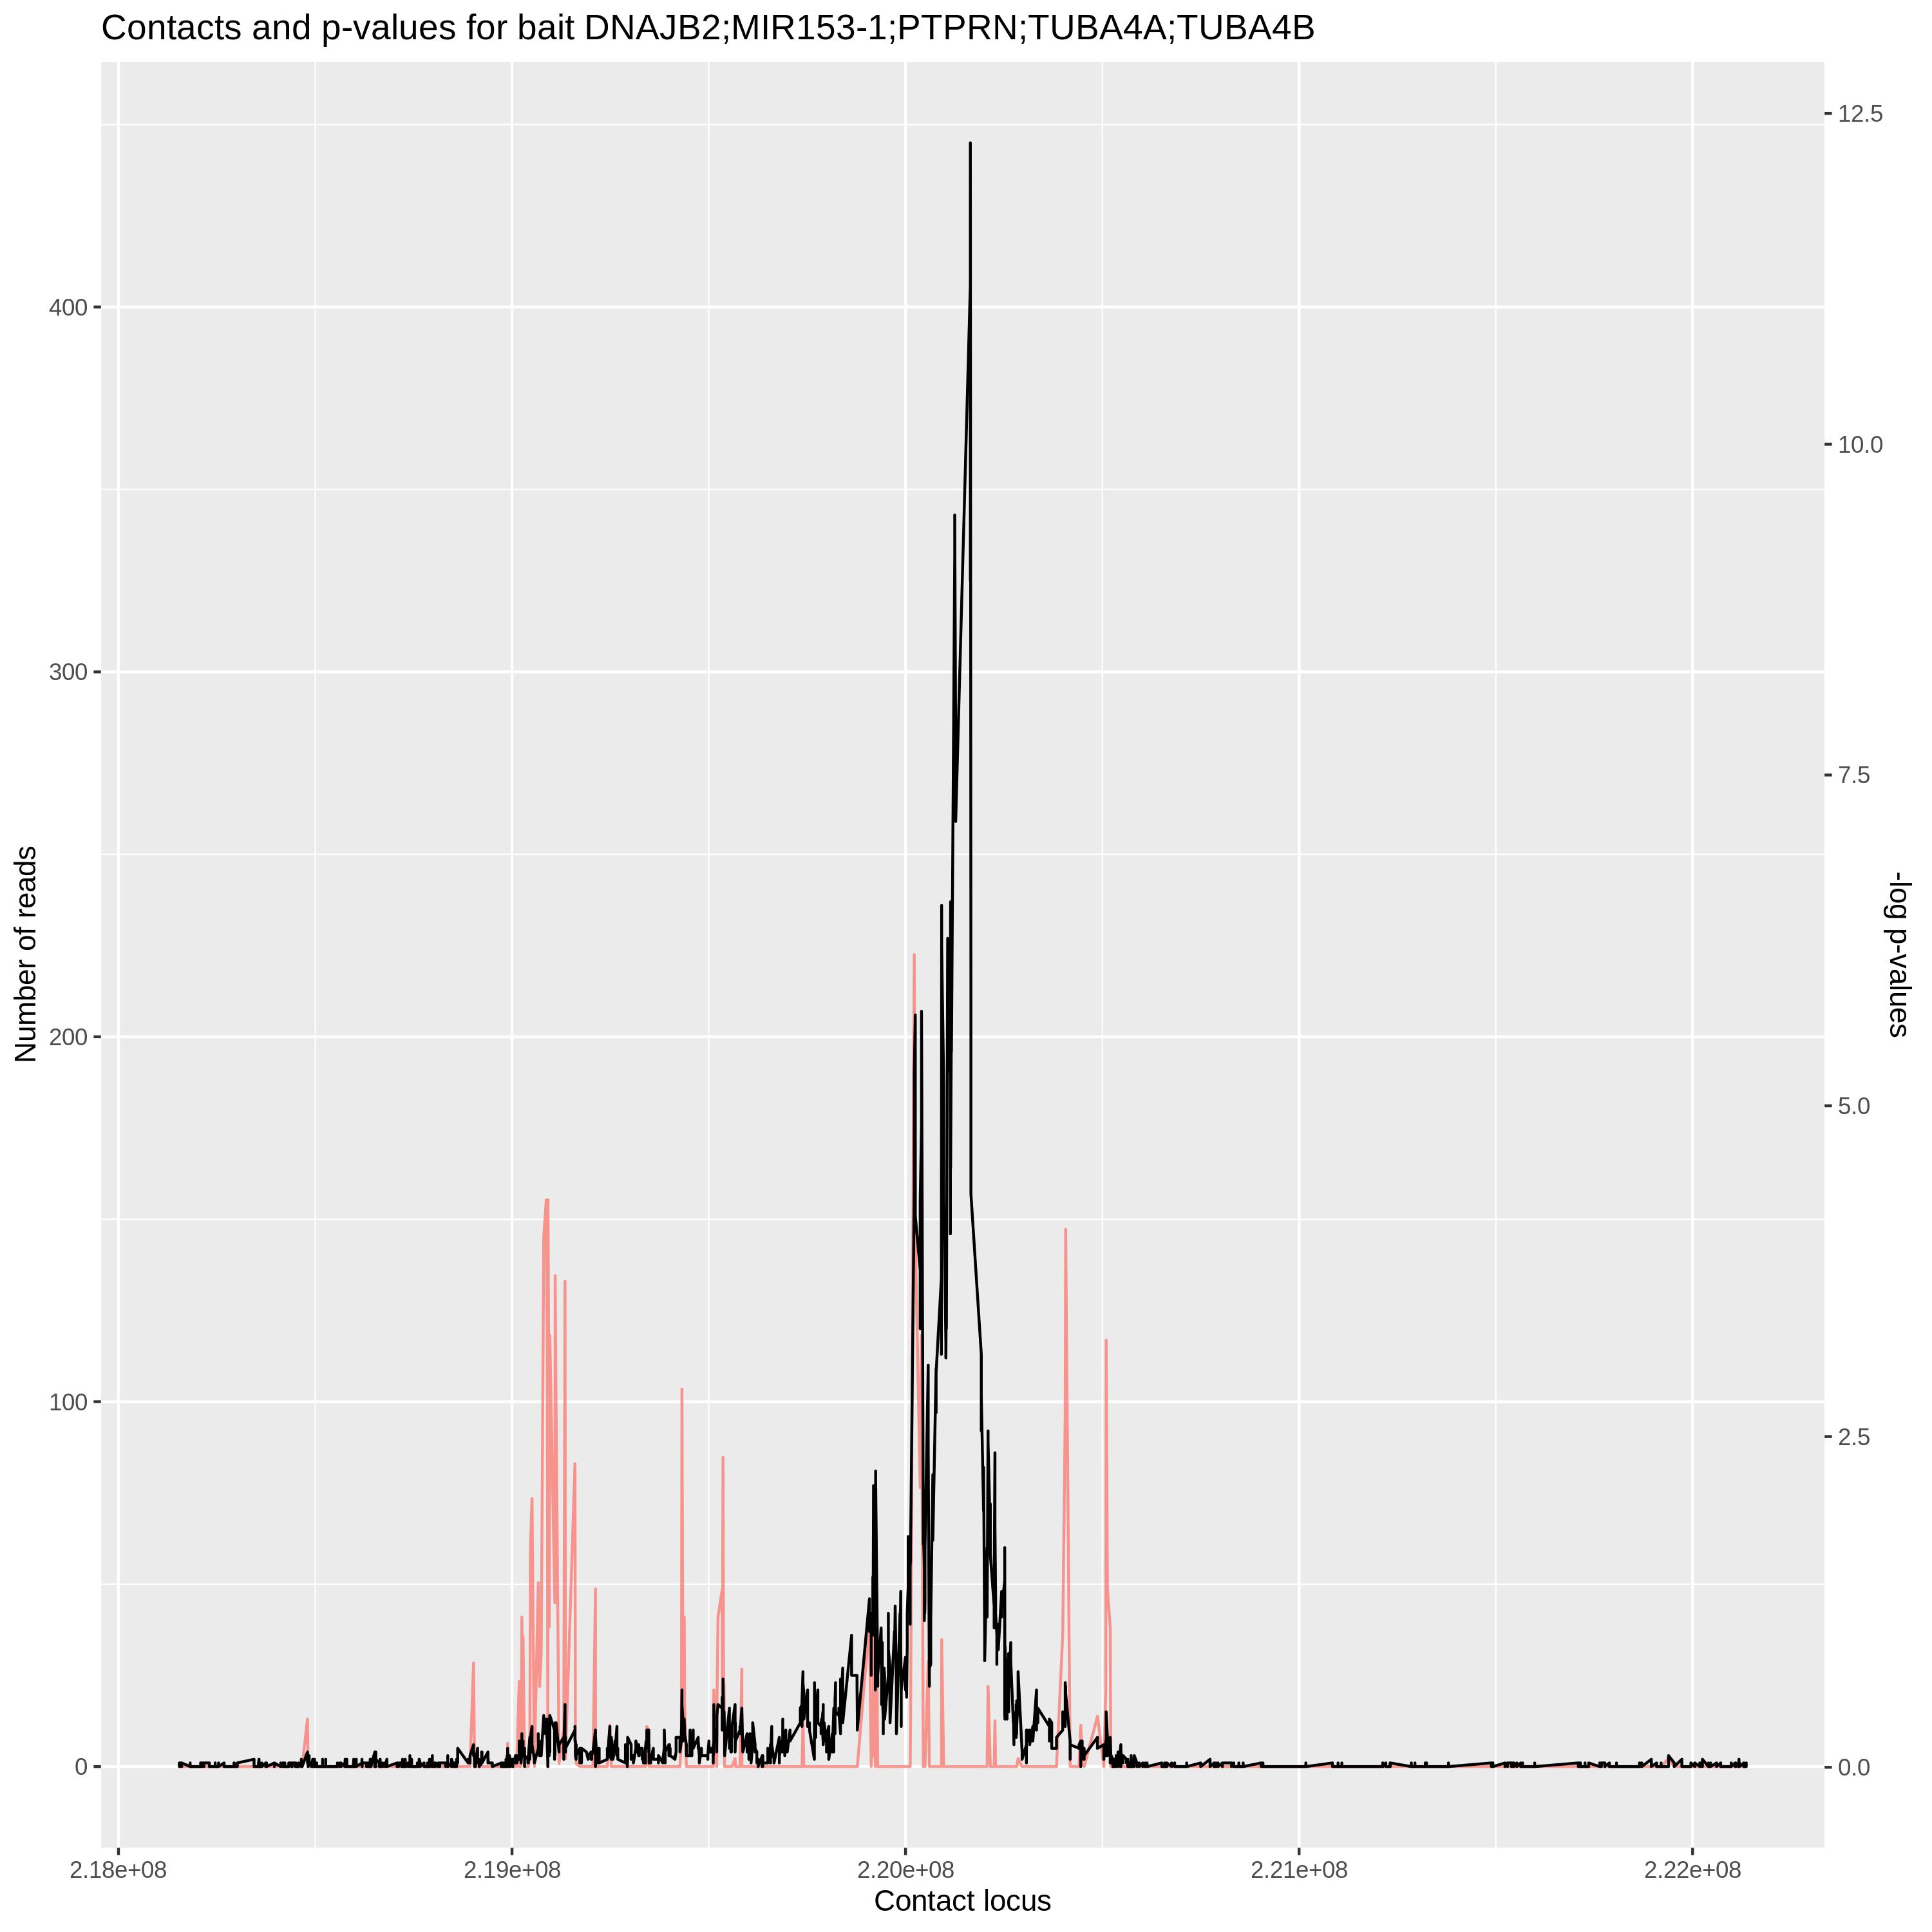 Contacts and p-values for bait DNAJB2;MIR153-1;PTPRN;TUBA4A;TUBA4B
Number of reads
400
300
200
100
0
12.5
10.0
7.5
5.0
2.5
0.0
-log p-values
2.18e+08 2.19e+08 2.20e+08 2.21e+08 2.22e+08
Contact locus